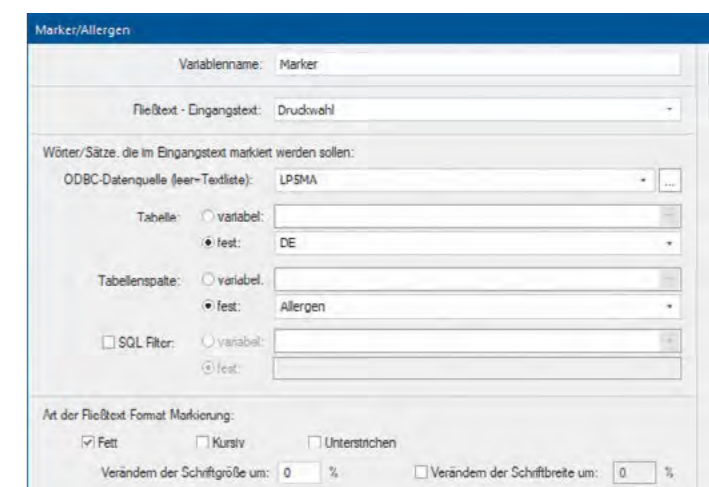 Marker/Allergen
Variablenname: Marker
Fließtext - Eingangstext: Druckwahl
Wörter/Sätze, die im Eingangstext markiert werden sollen:
ODBC-Datenquelle (leer=Textliste): LP5MA ...
Tabelle: variabel:
fest: DE
Tabellenspalte: variabel:
fest: Allergen
SQL Filter: variabel:
fest:
Art der Fließtext Format Markierung:
Fett Kursiv Unterstrichen
Verändern der Schriftgröße um: 0 % Verändern der Schriftbreite um: 0 %